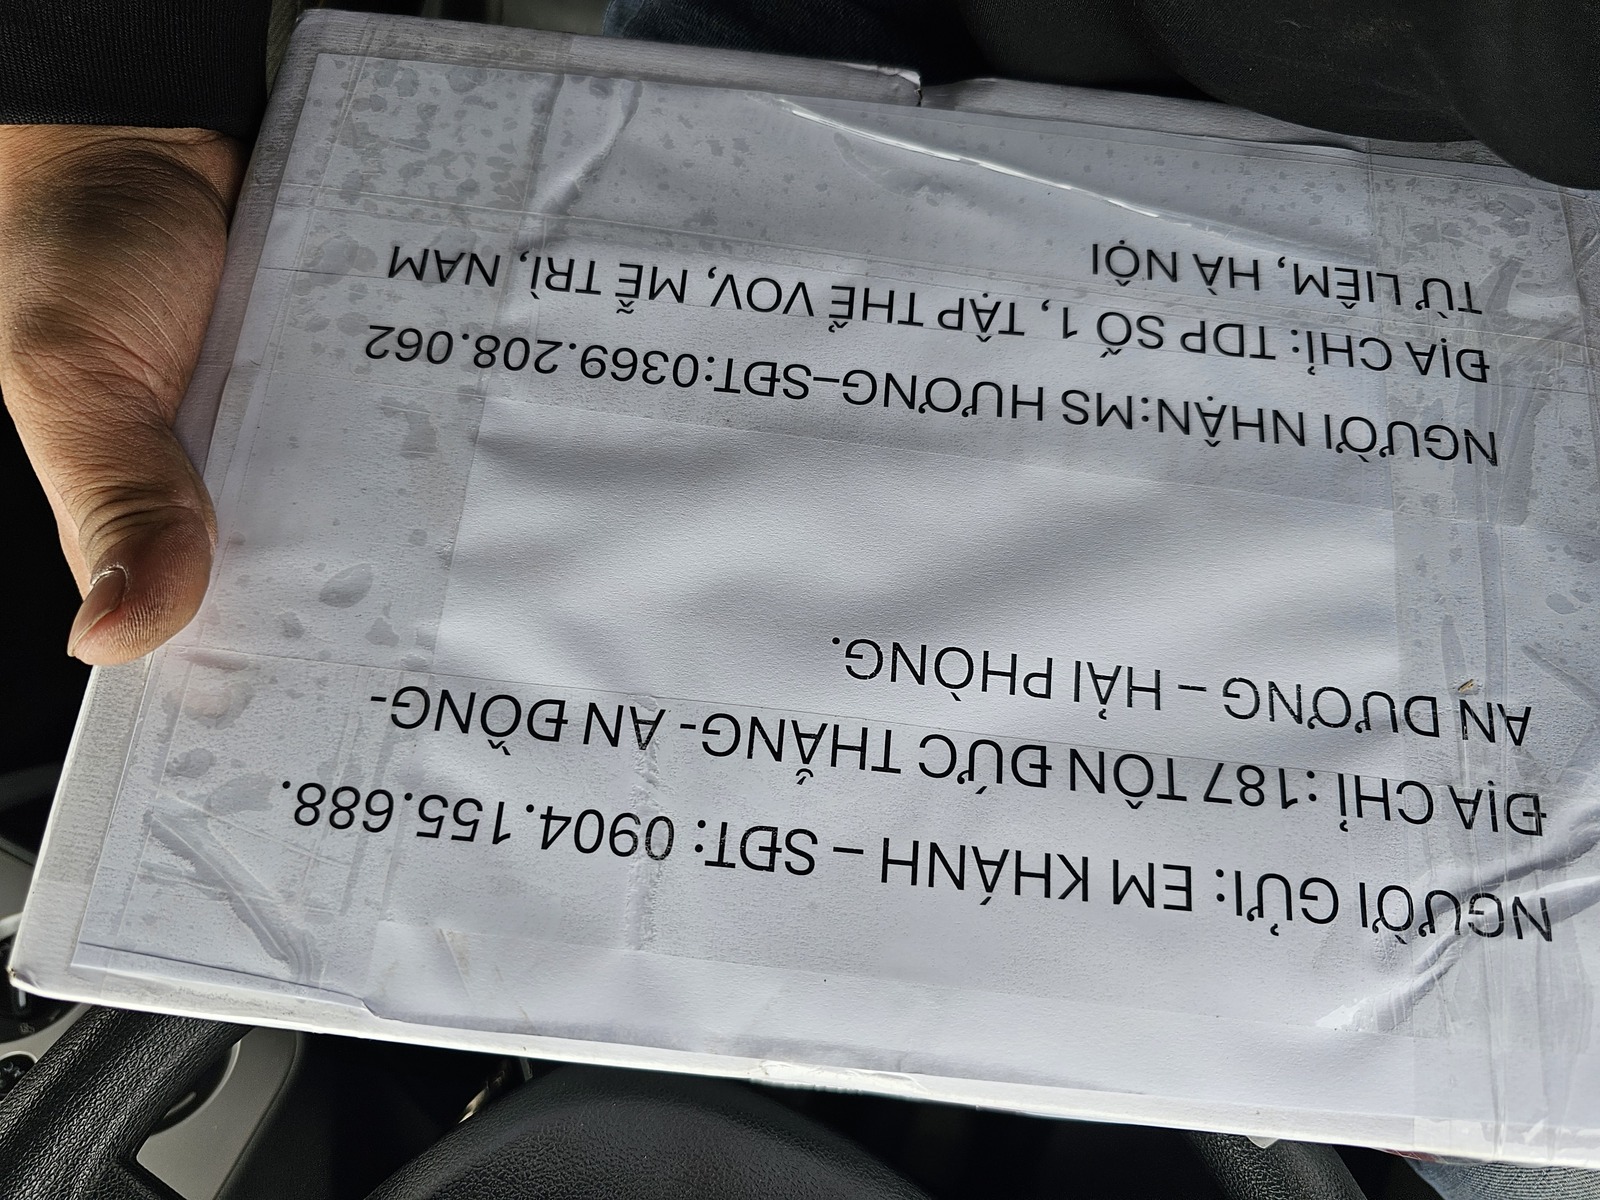 NGƯỜI GỬI: EM KHÁNH – SĐT: 0904.155.688.
ĐỊA CHỈ :187 TÔN ĐỨC THẮNG- AN ĐỒNG-
AN DƯƠNG – HẢI PHÒNG.
NGƯỜI NHẬN:MS HƯƠNG–SĐT:0369.208.062
ĐỊA CHỈ: TDP SỐ 1, TẬP THỂ VOV, MỄ TRÌ, NAM
TỪ LIÊM, HÀ NỘI